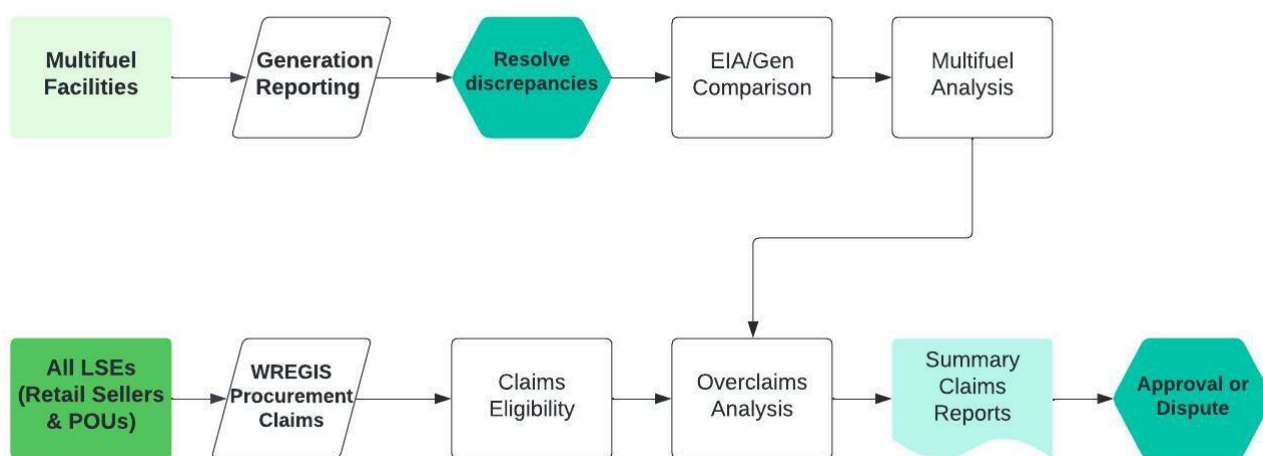 Multifuel
Facilities
Generation
Reporting
Resolve
discrepancies
EIA/Gen
Comparison
Multifuel
Analysis
All LSEs
(Retail Sellers
& POUs)
WREGIS
Procurement
Claims
Claims
Eligibility
Overclaims
Analysis
Summary
Claims
Reports
Approval or
Dispute